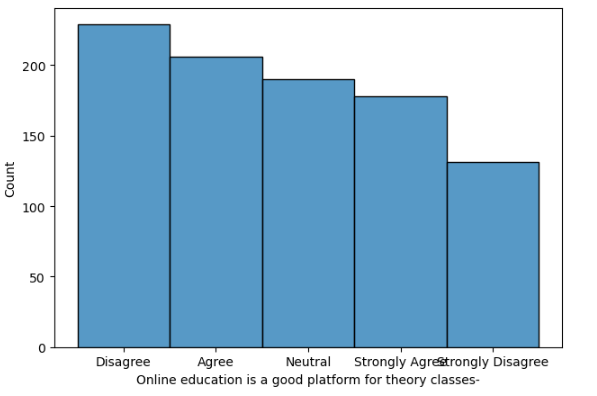 200
150
100
50
0
Count
Disagree Agree Neutral Strongly Agree Strongly Disagree
Online education is a good platform for theory classes-